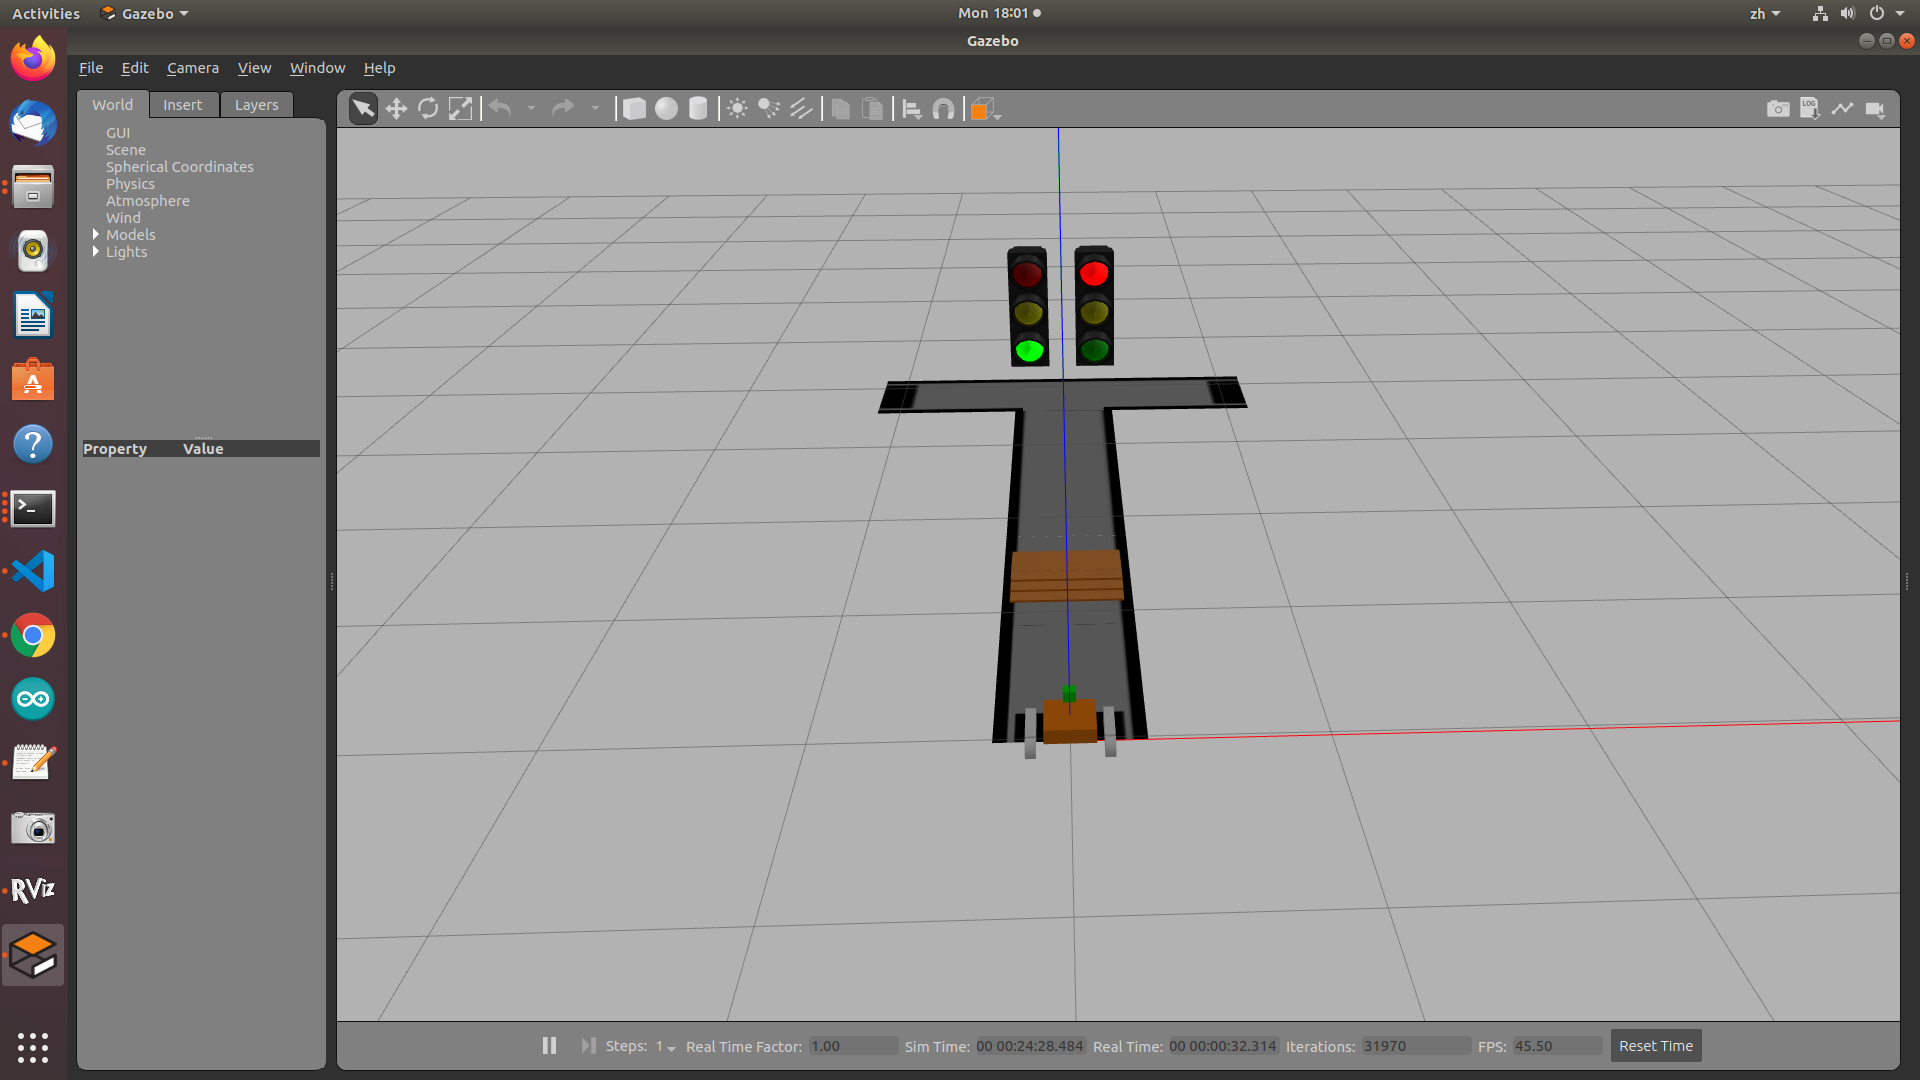 Activities Gazebo Mon 18:01 zh
Gazebo
File Edit Camera View Window Help
World Insert Layers
LOG
GUI
Scene
Spherical Coordinates
Physics
Atmosphere
Wind
Models
Lights
Property Value
RViz
Steps: 1 Real Time Factor: 1.00 Sim Time: 00 00:24:28.484 Real Time: 00 00:00:32.314 Iterations: 31970 FPS: 45.50 Reset Time